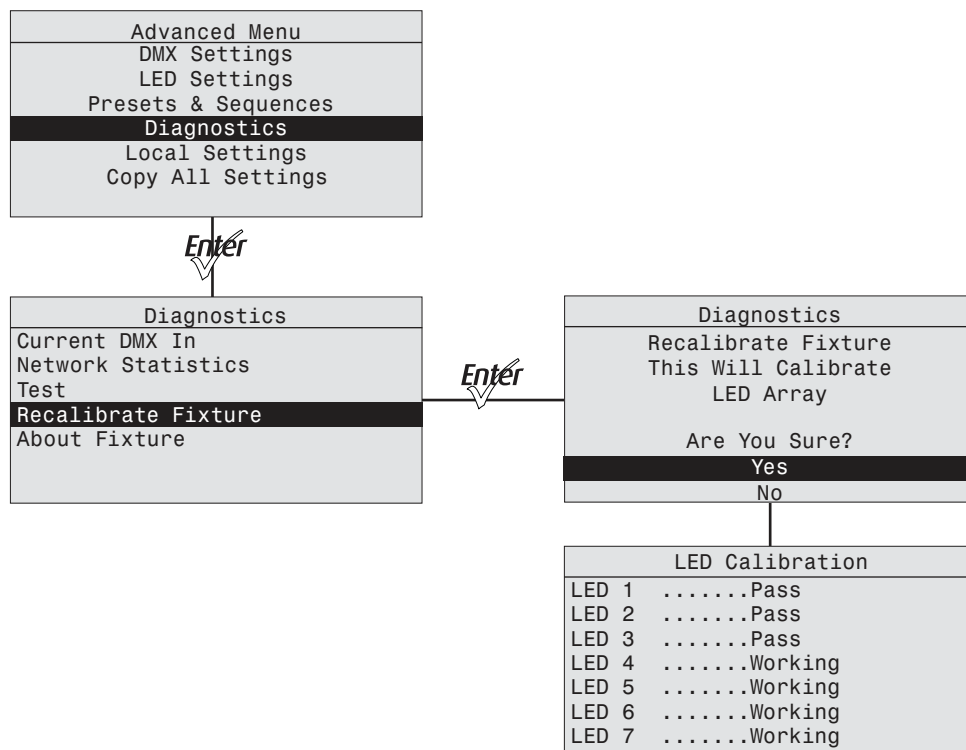 Advanced Menu
DMX Settings
LED Settings
Presets & Sequences
Diagnostics
Local Settings
Copy All Settings
Enter
Diagnostics
Current DMX In
Network Statistics
Test
Recalibrate Fixture
About Fixture
Enter
Diagnostics
Recalibrate Fixture
This Will Calibrate
LED Array
Are You Sure?
Yes
No
LED Calibration
LED 1 .......Pass
LED 2 .......Pass
LED 3 .......Pass
LED 4 .......Working
LED 5 .......Working
LED 6 .......Working
LED 7 .......Working